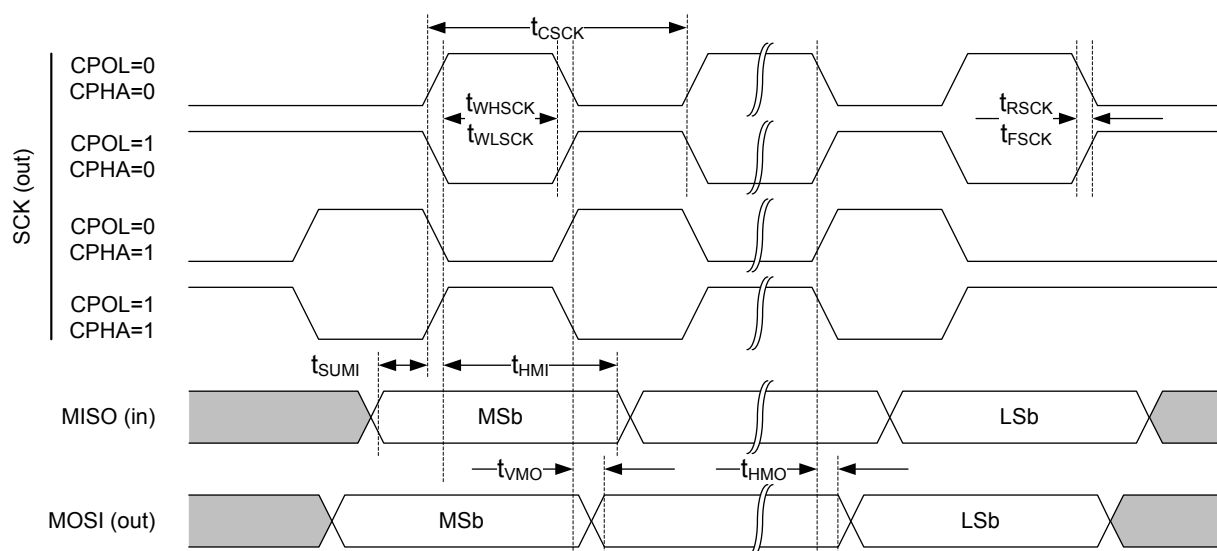 tCSCK
SCK (out)
CPOL=0
CPHA=0
tWHSCK
tWLSCK
tRSCK
tFSCK
CPOL=1
CPHA=0
CPOL=0
CPHA=1
CPOL=1
CPHA=1
tSUMI
tHMI
MISO (in)
MSb
LSb
tVMO
tHMO
MOSI (out)
MSb
LSb